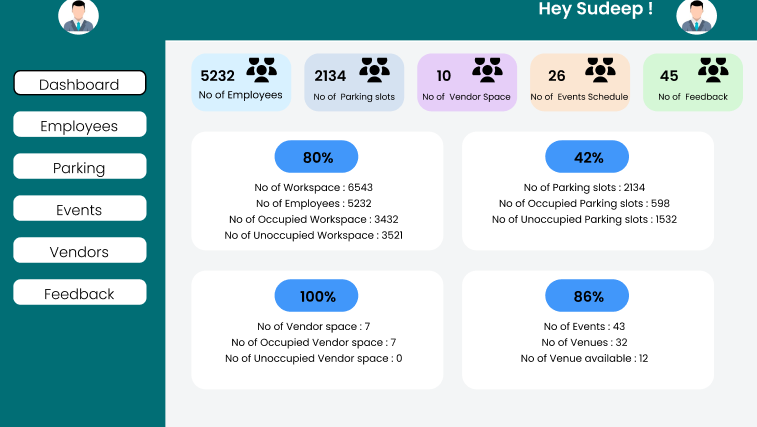 Hey Sudeep !
Dashboard
Employees
Parking
Events
Vendors
Feedback
5232
No of Employees
2134
No of Parking slots
10
No of Vendor Space
26
No of Events Schedule
45
No of Feedback
80%
No of Workspace : 6543
No of Employees : 5232
No of Occupied Workspace : 3432
No of Unoccupied Workspace : 3521
42%
No of Parking slots : 2134
No of Occupied Parking slots : 598
No of Unoccupied Parking slots : 1532
100%
No of Vendor space : 7
No of Occupied Vendor space : 7
No of Unoccupied Vendor space : 0
86%
No of Events : 43
No of Venues : 32
No of Venue available : 12